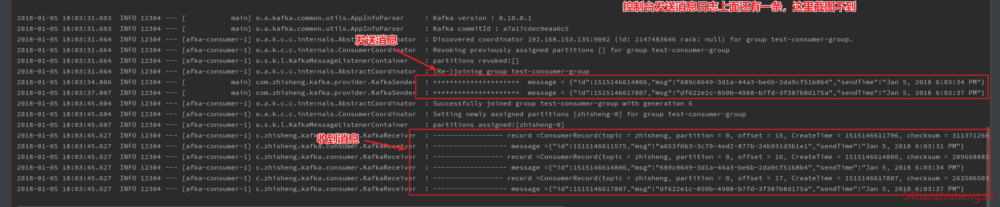 控制台发送消息日志上面还有一条，这里截图不到
2018-01-05 18:03:31.603  INFO 12304 --- [           main] o.a.kafka.common.utils.AppInfoParser     : Kafka version : 0.10.0.1
2018-01-05 18:03:31.603  INFO 12304 --- [           main] o.a.kafka.common.utils.AppInfoParser     : Kafka commitId : a7a17cdec9eaa6c5
发送消息
2018-01-05 18:03:31.664  INFO 12304 --- [afka-consumer-1] o.a.k.c.c.internals.Abst nator  : Discovered coordinator 192.168.153.135:9092 (id: 2147483646 rack: null) for group test-consumer-group.
2018-01-05 18:03:31.664  INFO 12304 --- [afka-consumer-1] o.a.k.c.c.internals.ConsumerCoordinator  : Revoking previously assigned partitions [] for group test-consumer-group
2018-01-05 18:03:31.664  INFO 12304 --- [afka-consumer-1] o.s.k.l.KafkaMessageListenerContainer    : partitions revoked:[]
2018-01-05 18:03:31.664  INFO 12304 --- [afka-consumer-1] o.a.k.c.c.internals.AbstractCoordinator  : (Re-)joining group test-consumer-group
2018-01-05 18:03:34.806  INFO 12304 --- [           main] com.zhisheng.kafka.provider.KafkaSender  : +++++++++++++++++++++  message = {"id":1515146614806,"msg":"689c0649-3d1a-44a3-be6b-2da9cf51b8b4","sendTime":"Jan 5, 2018 6:03:34 PM"}
2018-01-05 18:03:37.807  INFO 12304 --- [           main] com.zhisheng.kafka.provider.KafkaSender  : +++++++++++++++++++++  message = {"id":1515146617807,"msg":"df622e1c-850b-4988-b7fd-3f387b8d175a","sendTime":"Jan 5, 2018 6:03:37 PM"}
2018-01-05 18:03:45.604  INFO 12304 --- [afka-consumer-1] o.a.k.c.c.internals.AbstractCoordinator  : Successfully joined group test-consumer-group with generation 6
2018-01-05 18:03:45.604  INFO 12304 --- [afka-consumer-1] o.a.k.c.c.internals.ConsumerCoordinator  : Setting newly assigned partitions [zhisheng-0] for group test-consumer-group
2018-01-05 18:03:45.607  INFO 12304 --- [afka-consumer-1] o.s.k.l.KafkaMessageListenerContainer    : partitions assigned:[zhisheng-0]
2018-01-05 18:03:45.627  INFO 12304 --- [afka-consumer-1] c.zhisheng.kafka.consumer.KafkaReceiver  : ----------------- record =ConsumerRecord(topic = zhisheng, partition = 0, offset = 15, CreateTime = 1515146611796, checksum = 311371266
收到消息
2018-01-05 18:03:45.627  INFO 12304 --- [afka-consumer-1] c.zhisheng.kafka.consumer.KafkaReceiver  : ------------------ message ={"id":1515146611575,"msg":"a653f6b3-3c79-4ed2-877b-24b931d3b1e1","sendTime":"Jan 5, 2018 6:03:31 PM"}
2018-01-05 18:03:45.627  INFO 12304 --- [afka-consumer-1] c.zhisheng.kafka.consumer.KafkaReceiver  : ----------------- record =ConsumerRecord(topic = zhisheng, partition = 0, offset = 16, CreateTime = 1515146614806, checksum = 209668885
2018-01-05 18:03:45.627  INFO 12304 --- [afka-consumer-1] c.zhisheng.kafka.consumer.KafkaReceiver  : ------------------ message ={"id":1515146614806,"msg":"689c0649-3d1a-44a3-be6b-2da9cf51b8b4","sendTime":"Jan 5, 2018 6:03:34 PM"}
2018-01-05 18:03:45.627  INFO 12304 --- [afka-consumer-1] c.zhisheng.kafka.consumer.KafkaReceiver  : ----------------- record =ConsumerRecord(topic = zhisheng, partition = 0, offset = 17, CreateTime = 1515146617807, checksum = 263506503
2018-01-05 18:03:45.627  INFO 12304 --- [afka-consumer-1] c.zhisheng.kafka.consumer.KafkaReceiver  : ------------------ message ={"id":1515146617807,"msg":"df622e1c-850b-4988-b7fd-3f387b8d175a","sendTime":"Jan 5, 2018 6:03:37 PM"}
54tianzhisheng.cn